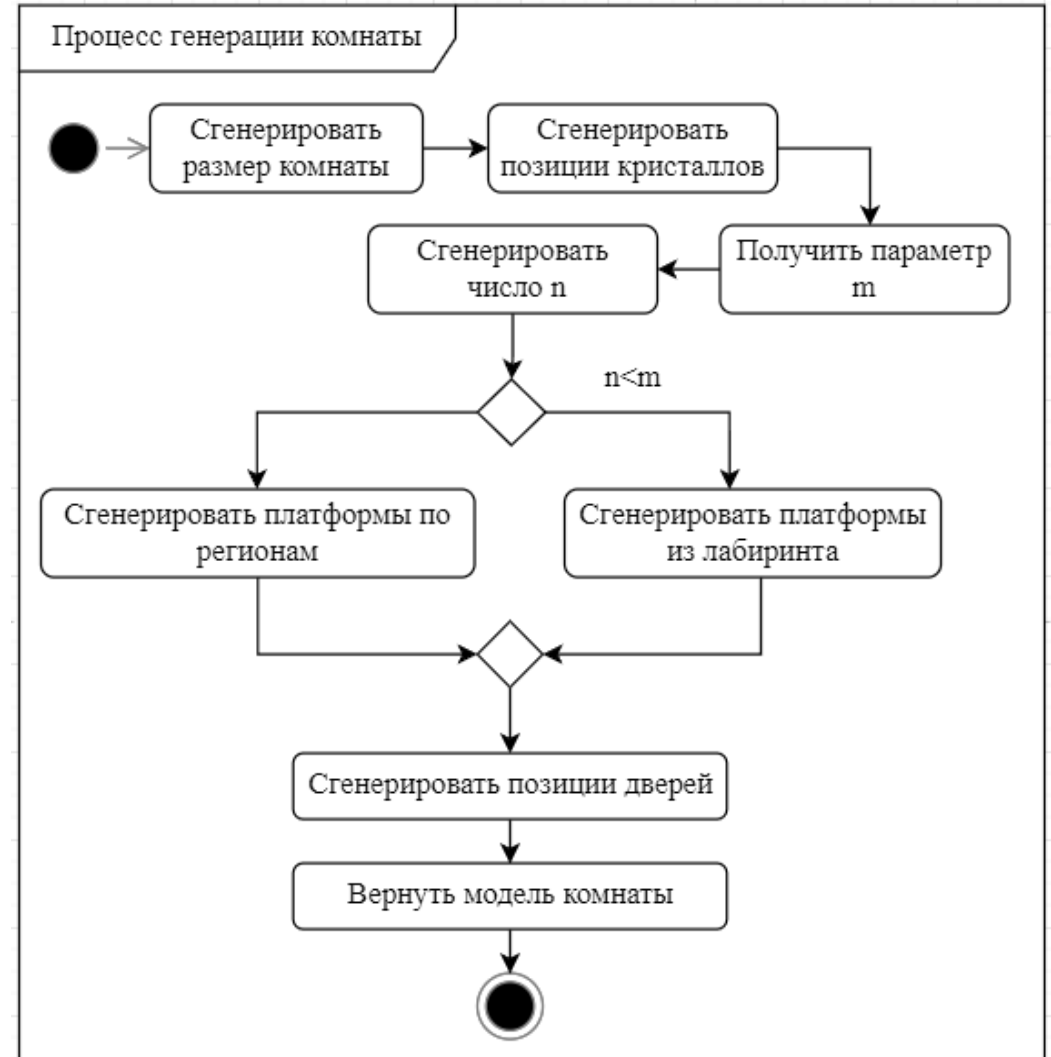 Процесс генерации комнаты
Сгенерировать
размер комнаты
Сгенерировать
позиции кристаллов
Получить параметр
m
Сгенерировать
число n
n<m
Сгенерировать платформы по
регионам
Сгенерировать платформы
из лабиринта
Сгенерировать позиции дверей
Вернуть модель комнаты